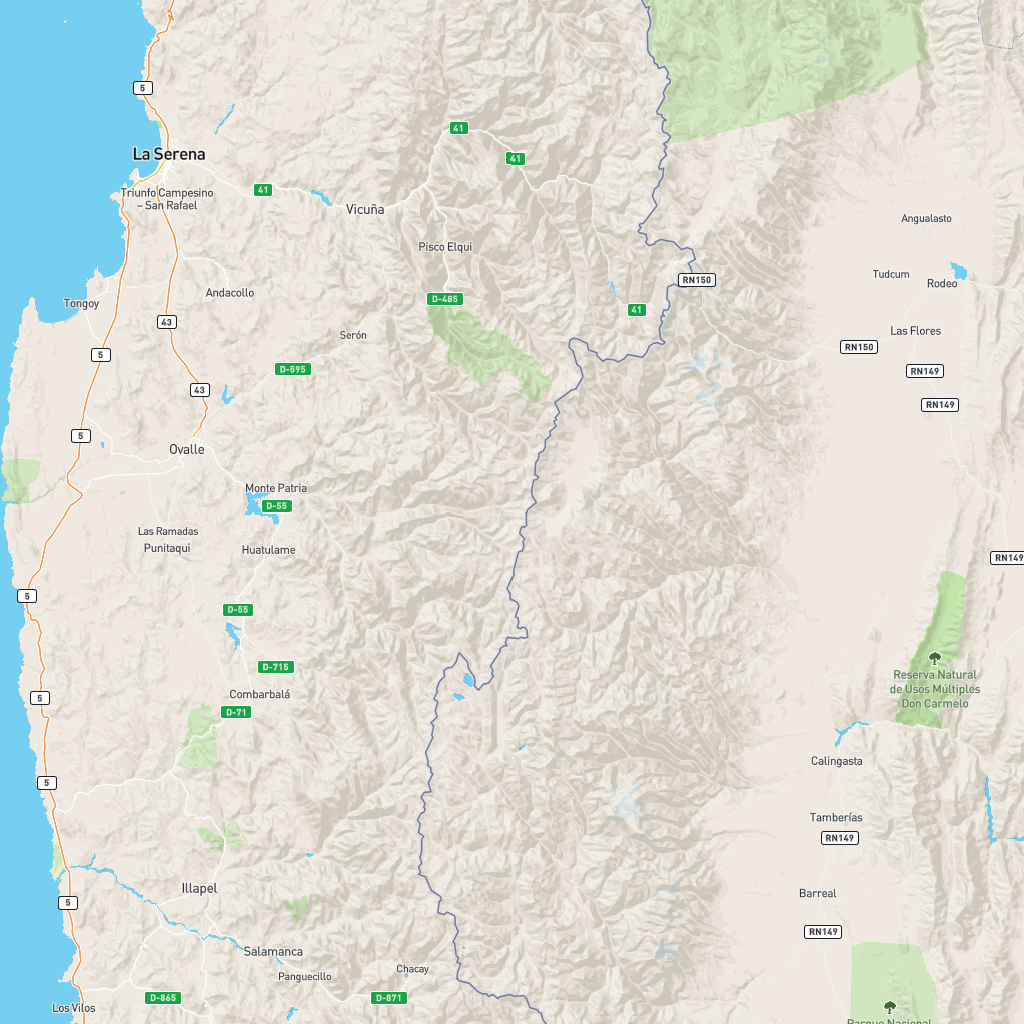 5
La Serena
41
41
Triunfo Campesino
– San Rafael
41
Vicuña
Angualasto
Pisco Elqui
RN150
Tudcum
Rodeo
Andacollo
D-485
Tongoy
41
43
Serón
Las Flores
5
RN150
D-595
RN149
43
RN149
5
Ovalle
Monte Patria
D-55
Las Ramadas
Punitaqui
Huatulame
RN149
5
D-55
D-715
Reserva Natural
de Usos Múltiples
Don Carmelo
5
Combarbalá
D-71
Calingasta
5
Tamberías
RN149
Illapel
Barreal
5
RN149
Salamanca
Chacay
Panguecillo
D-865
D-871
Los Vilos
Parque Nacional